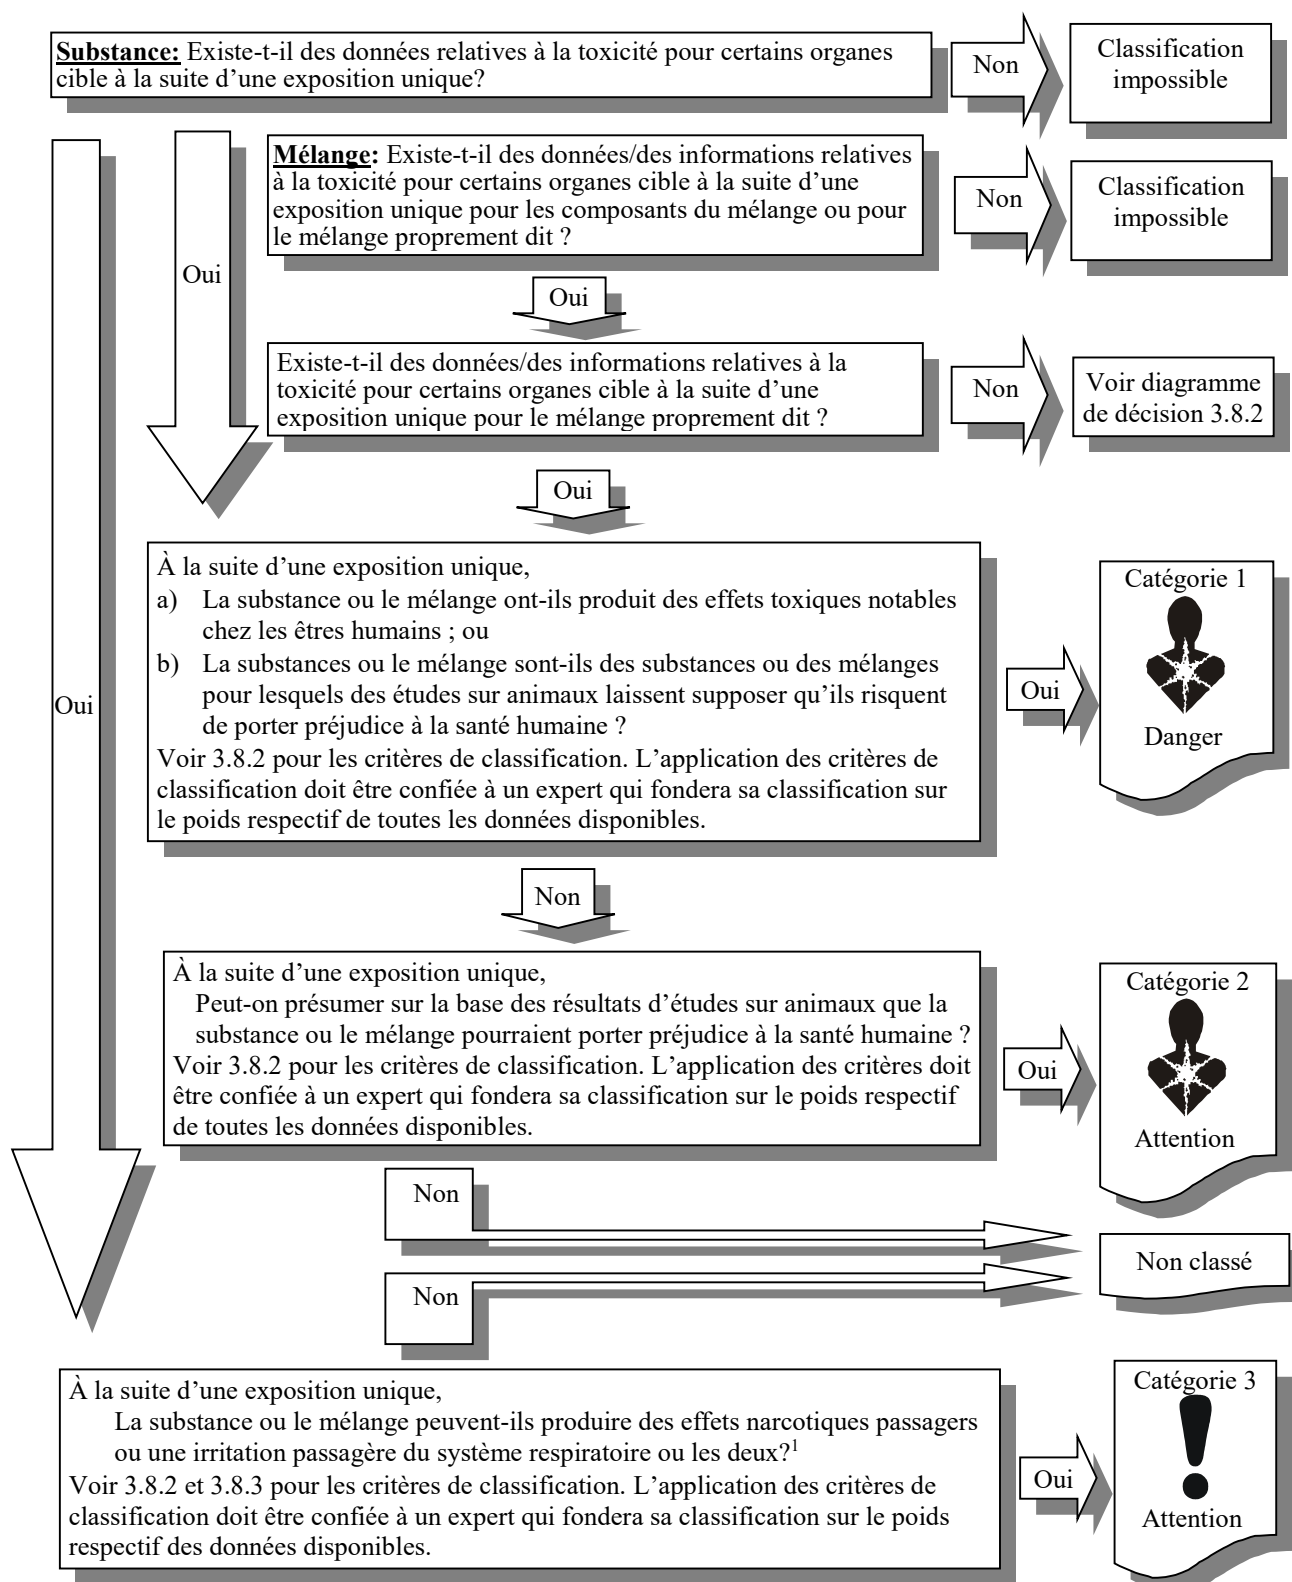 Substance: Existe-t-il des données relatives à la toxicité pour certains organes
cible à la suite d'une exposition unique?
Non
Classification
impossible
Mélange: Existe-t-il des données/des informations relatives
à la toxicité pour certains organes cible à la suite d'une
exposition unique pour les composants du mélange ou pour
le mélange proprement dit ?
Non
Classification
impossible
Oui
Oui
Existe-t-il des données/des informations relatives à la
toxicité pour certains organes cible à la suite d'une
exposition unique pour le mélange proprement dit ?
Non
Voir diagramme
de décision 3.8.2
Oui
À la suite d'une exposition unique,
a) La substance ou le mélange ont-ils produit des effets toxiques notables
chez les êtres humains ; ou
b) La substances ou le mélange sont-ils des substances ou des mélanges
pour lesquels des études sur animaux laissent supposer qu'ils risquent
de porter préjudice à la santé humaine ?
Voir 3.8.2 pour les critères de classification. L'application des critères de
classification doit être confiée à un expert qui fondera sa classification sur
le poids respectif de toutes les données disponibles.
Oui
Catégorie 1
Danger
Oui
Non
À la suite d'une exposition unique,
Peut-on présumer sur la base des résultats d'études sur animaux que la
substance ou le mélange pourraient porter préjudice à la santé humaine ?
Voir 3.8.2 pour les critères de classification. L'application des critères doit
être confiée à un expert qui fondera sa classification sur le poids respectif
de toutes les données disponibles.
Oui
Catégorie 2
Attention
Non
Non classé
Non
À la suite d'une exposition unique,
La substance ou le mélange peuvent-ils produire des effets narcotiques passagers
ou une irritation passagère du système respiratoire ou les deux?1
Voir 3.8.2 et 3.8.3 pour les critères de classification. L'application des critères de
classification doit être confiée à un expert qui fondera sa classification sur le poids
respectif des données disponibles.
Oui
Catégorie 3
Attention